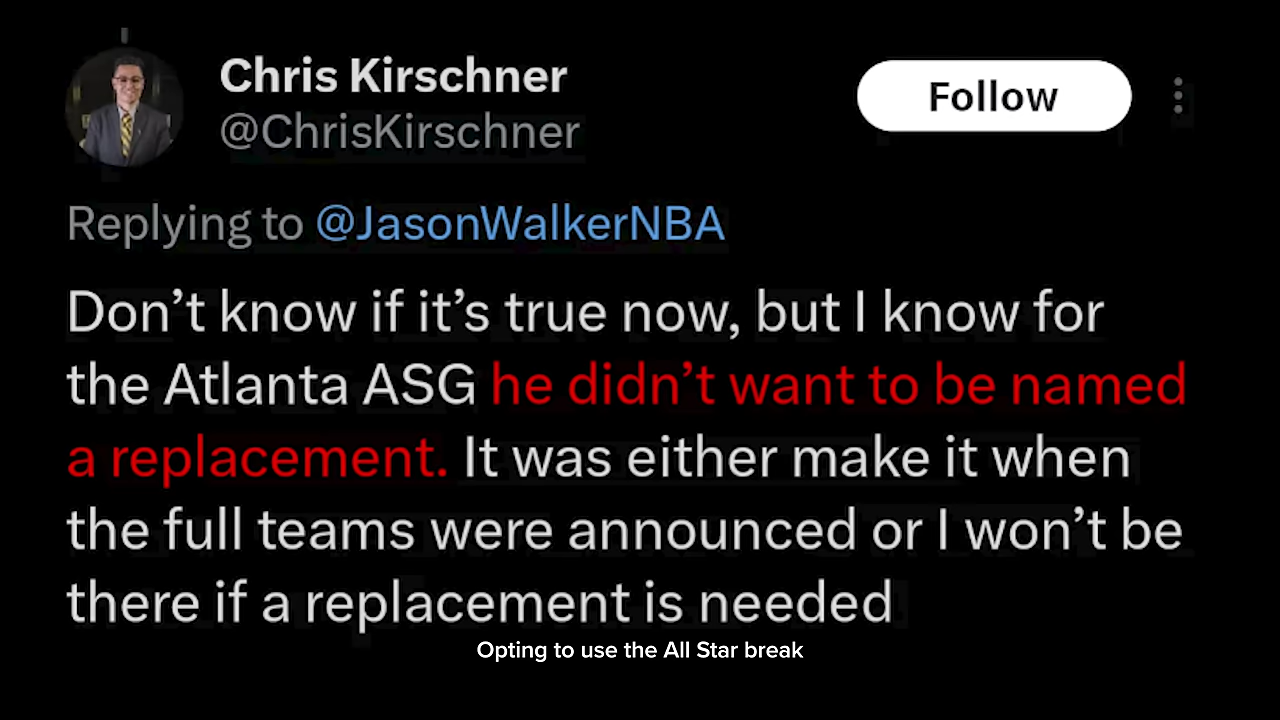 Chris Kirschner
@ChrisKirschner
Follow
Replying to @JasonWalkerNBA
Don’t know if it’s true now, but I know for
the Atlanta ASG he didn’t want to be named
a replacement. It was either make it when
the full teams were announced or I won’t be
there if a replacement is needed
Opting to use the All Star break